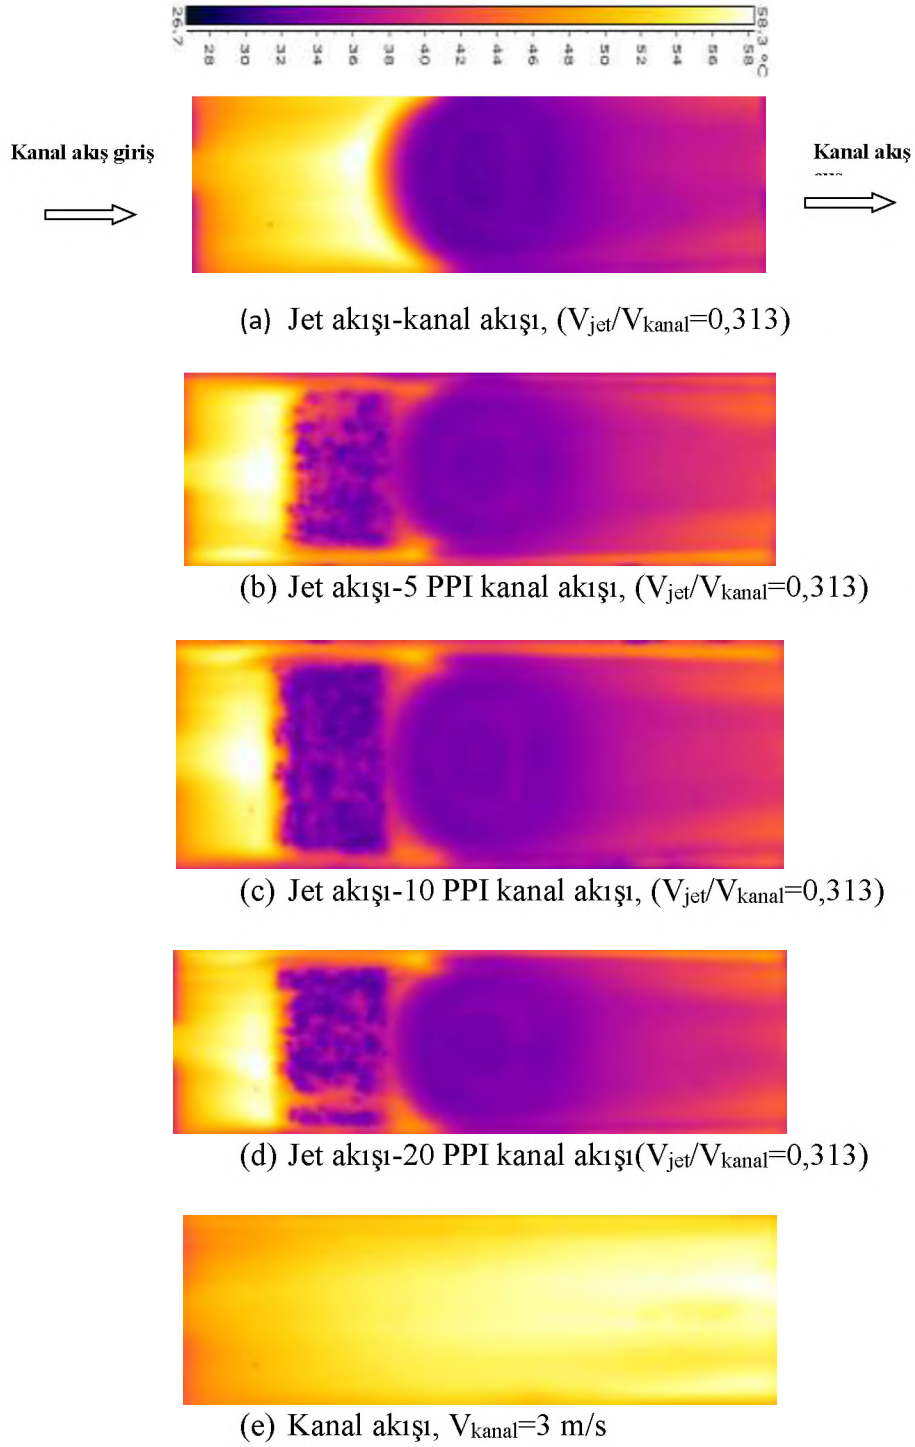 26.7 28 30 32 34 36 38 40 42 44 46 48 50 52 54 56 58 58.3 °C
Kanal akış giriş
Kanal akış
(a) Jet akışı-kanal akışı, (Vjet/Vkanal=0,313)
(b) Jet akışı-5 PPI kanal akışı, (Vjet/Vkanal=0,313)
(c) Jet akışı-10 PPI kanal akışı, (Vjet/Vkanal=0,313)
(d) Jet akışı-20 PPI kanal akışı(Vjet/Vkanal=0,313)
(e) Kanal akışı, Vkanal=3 m/s